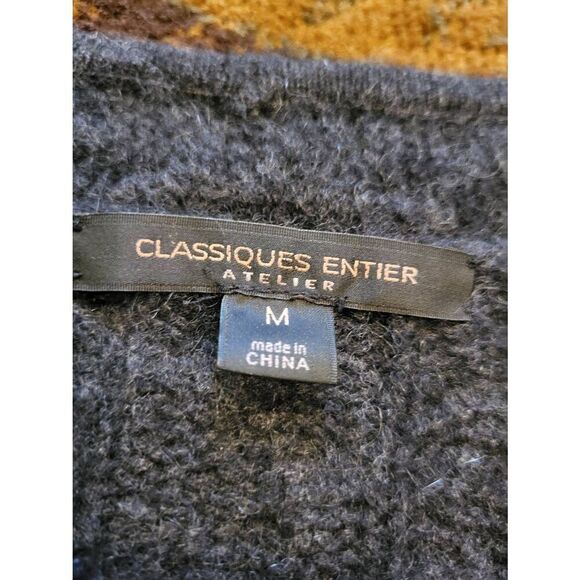 CLASSIQUES ENTIER
ATELIER
M
made in
CHINA